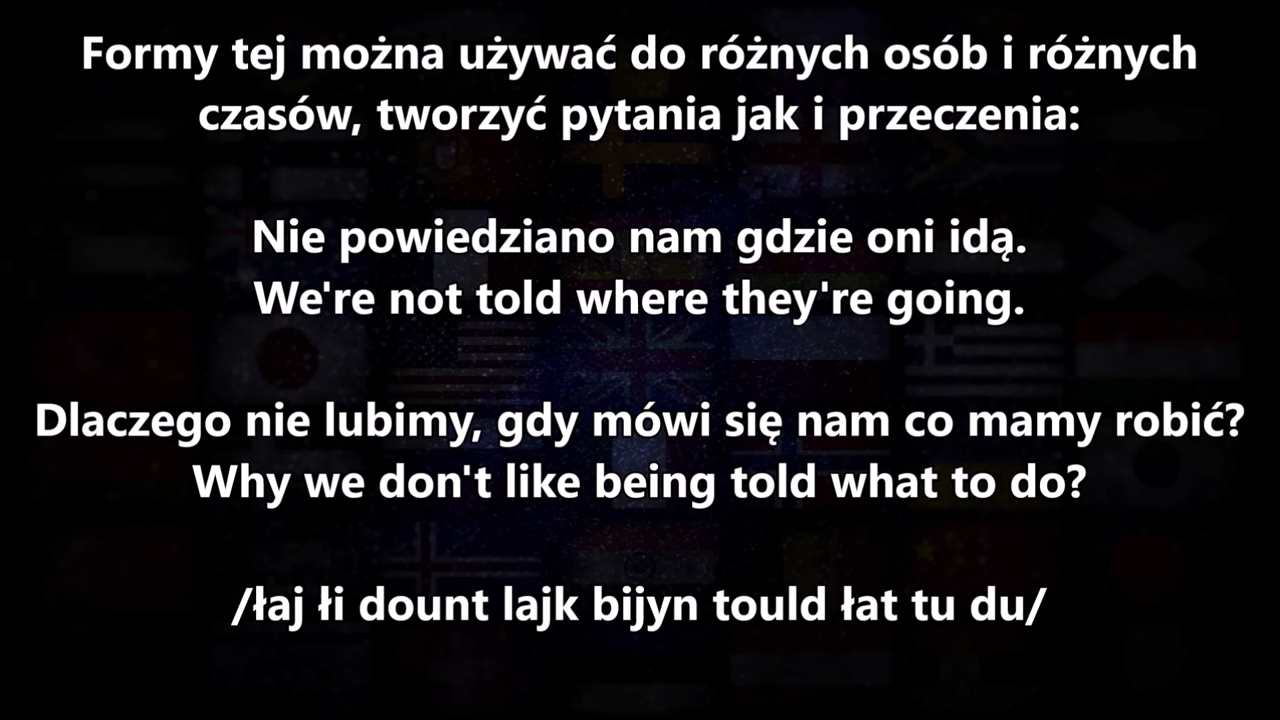 Formy tej można używać do różnych osób i różnych
czasów, tworzyć pytania jak i przeczenia:
Nie powiedziano nam gdzie oni idą.
We're not told where they're going.
Dlaczego nie lubimy, gdy mówi się nam co mamy robić?
Why we don't like being told what to do?
/łaj łi dount lajk bijyn tould łat tu du/